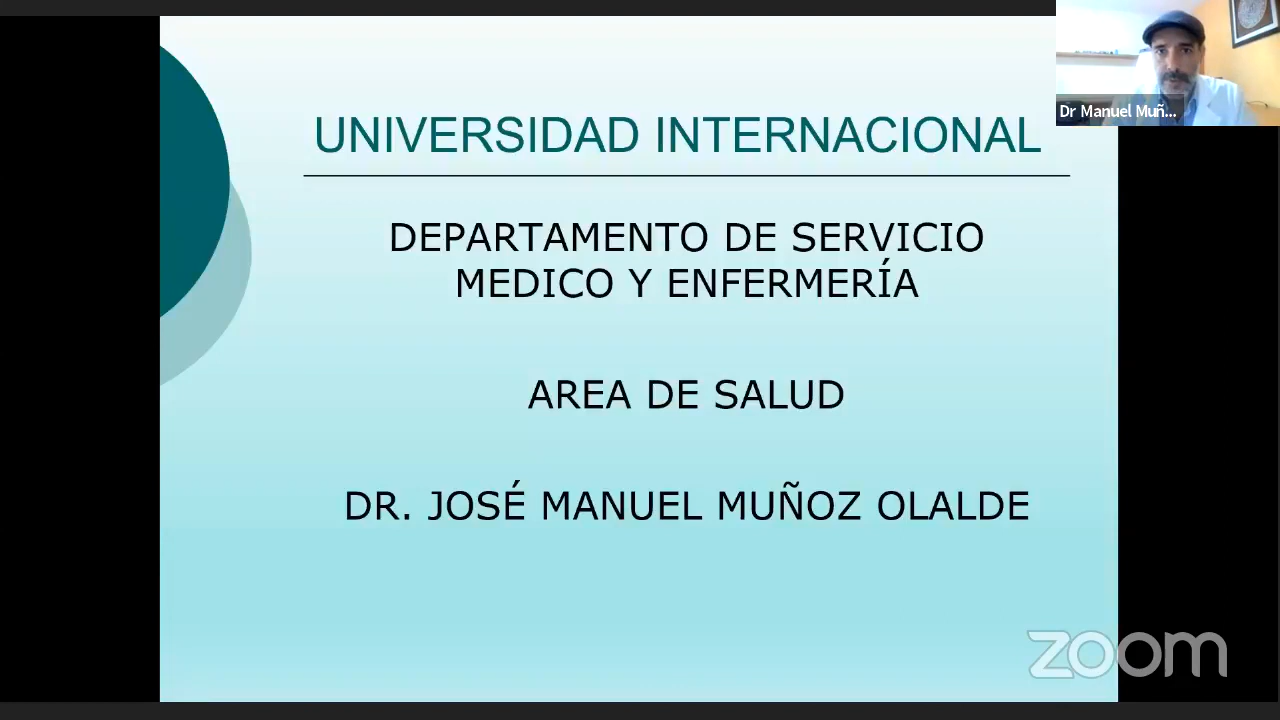 UNIVERSIDAD INTERNACIONAL
Dr Manuel Muñ...
DEPARTAMENTO DE SERVICIO
MEDICO Y ENFERMERÍA
AREA DE SALUD
DR. JOSÉ MANUEL MUÑOZ OLALDE
zoom